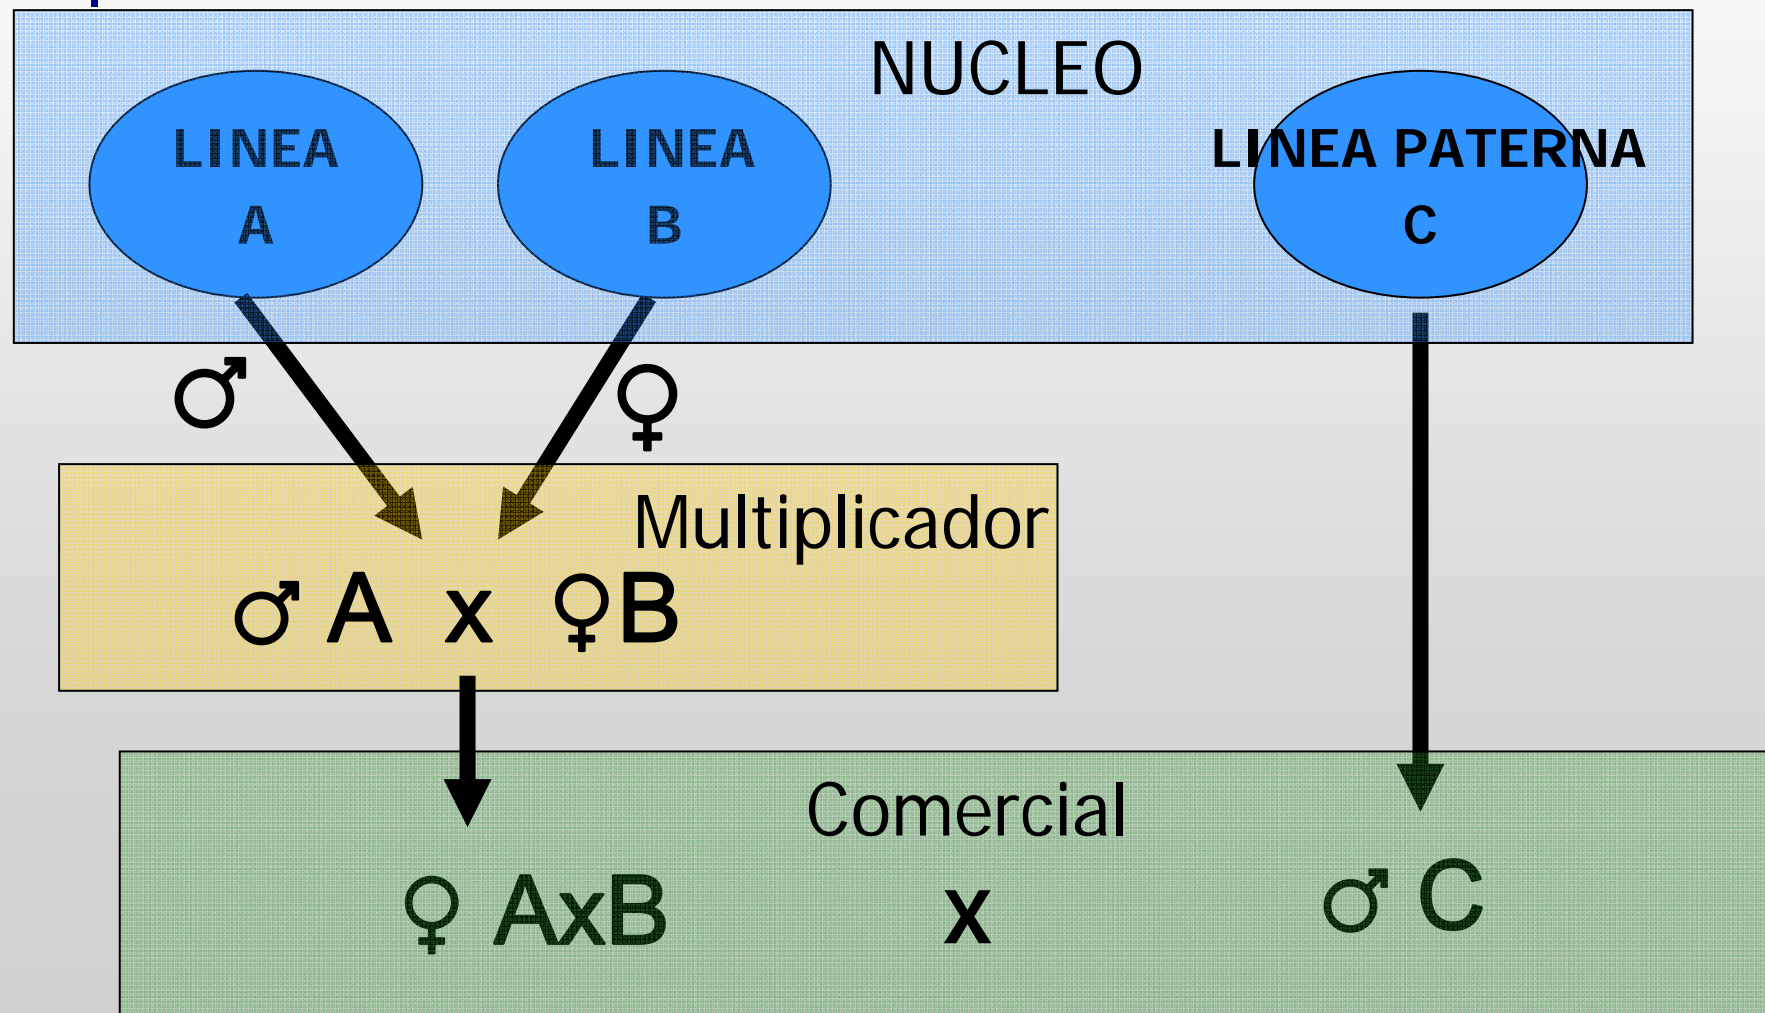 NUCLEO
LINEA
A
LINEA
B
LINEA PATERNA
C
♂
♀
Multiplicador
♂ A x ♀B
Comercial
♀ AxB x ♂ C